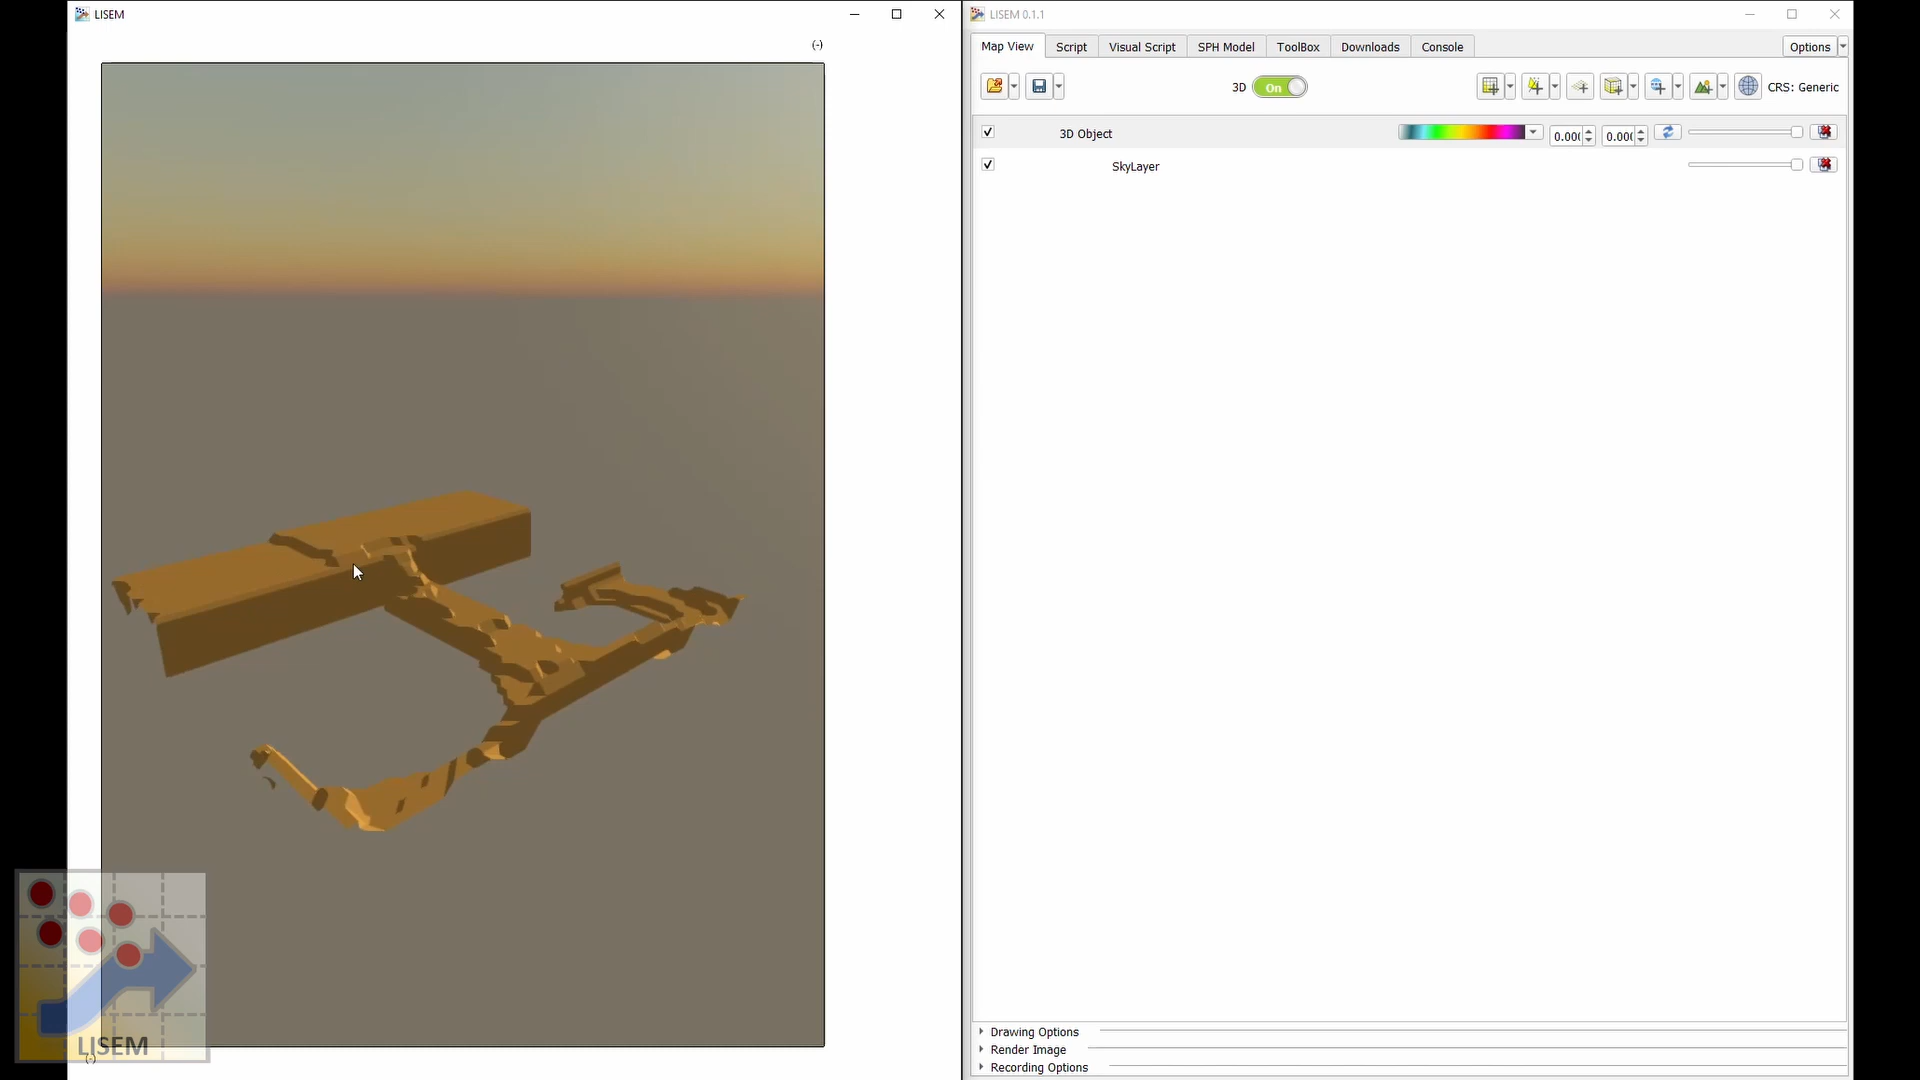 LISEM
(-)
LISEM
(-)
LISEM 0.1.1
Map View
Script
Visual Script
SPH Model
ToolBox
Downloads
Console
Options
3D
On
CRS: Generic
3D Object
0.00
0.00
SkyLayer
Drawing Options
Render Image
Recording Options